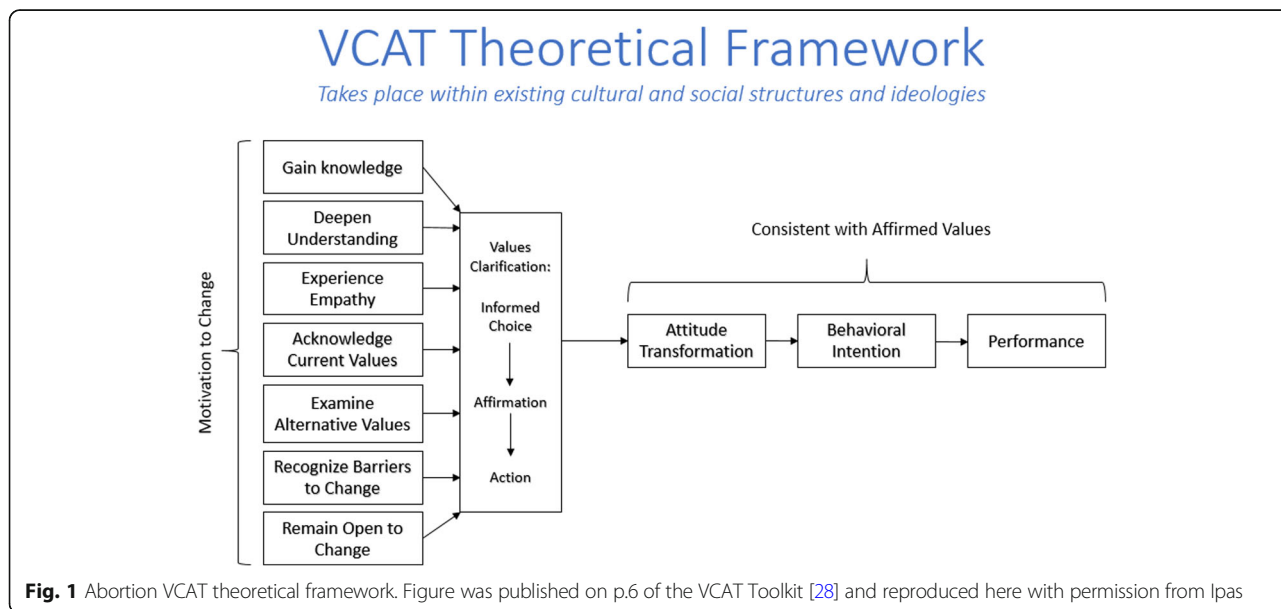 VCAT Theoretical Framework
Takes place within existing cultural and social structures and ideologies
Motivation to Change
Gain knowledge
Deepen
Understanding
Experience
Empathy
Acknowledge
Current Values
Examine
Alternative Values
Recognize Barriers
to Change
Remain Open to
Change
Values
Clarification:
Informed
Choice
Affirmation
Action
Consistent with Affirmed Values
Attitude
Transformation
Behavioral
Intention
Performance
Fig. 1 Abortion VCAT theoretical framework. Figure was published on p.6 of the VCAT Toolkit [28] and reproduced here with permission from Ipas